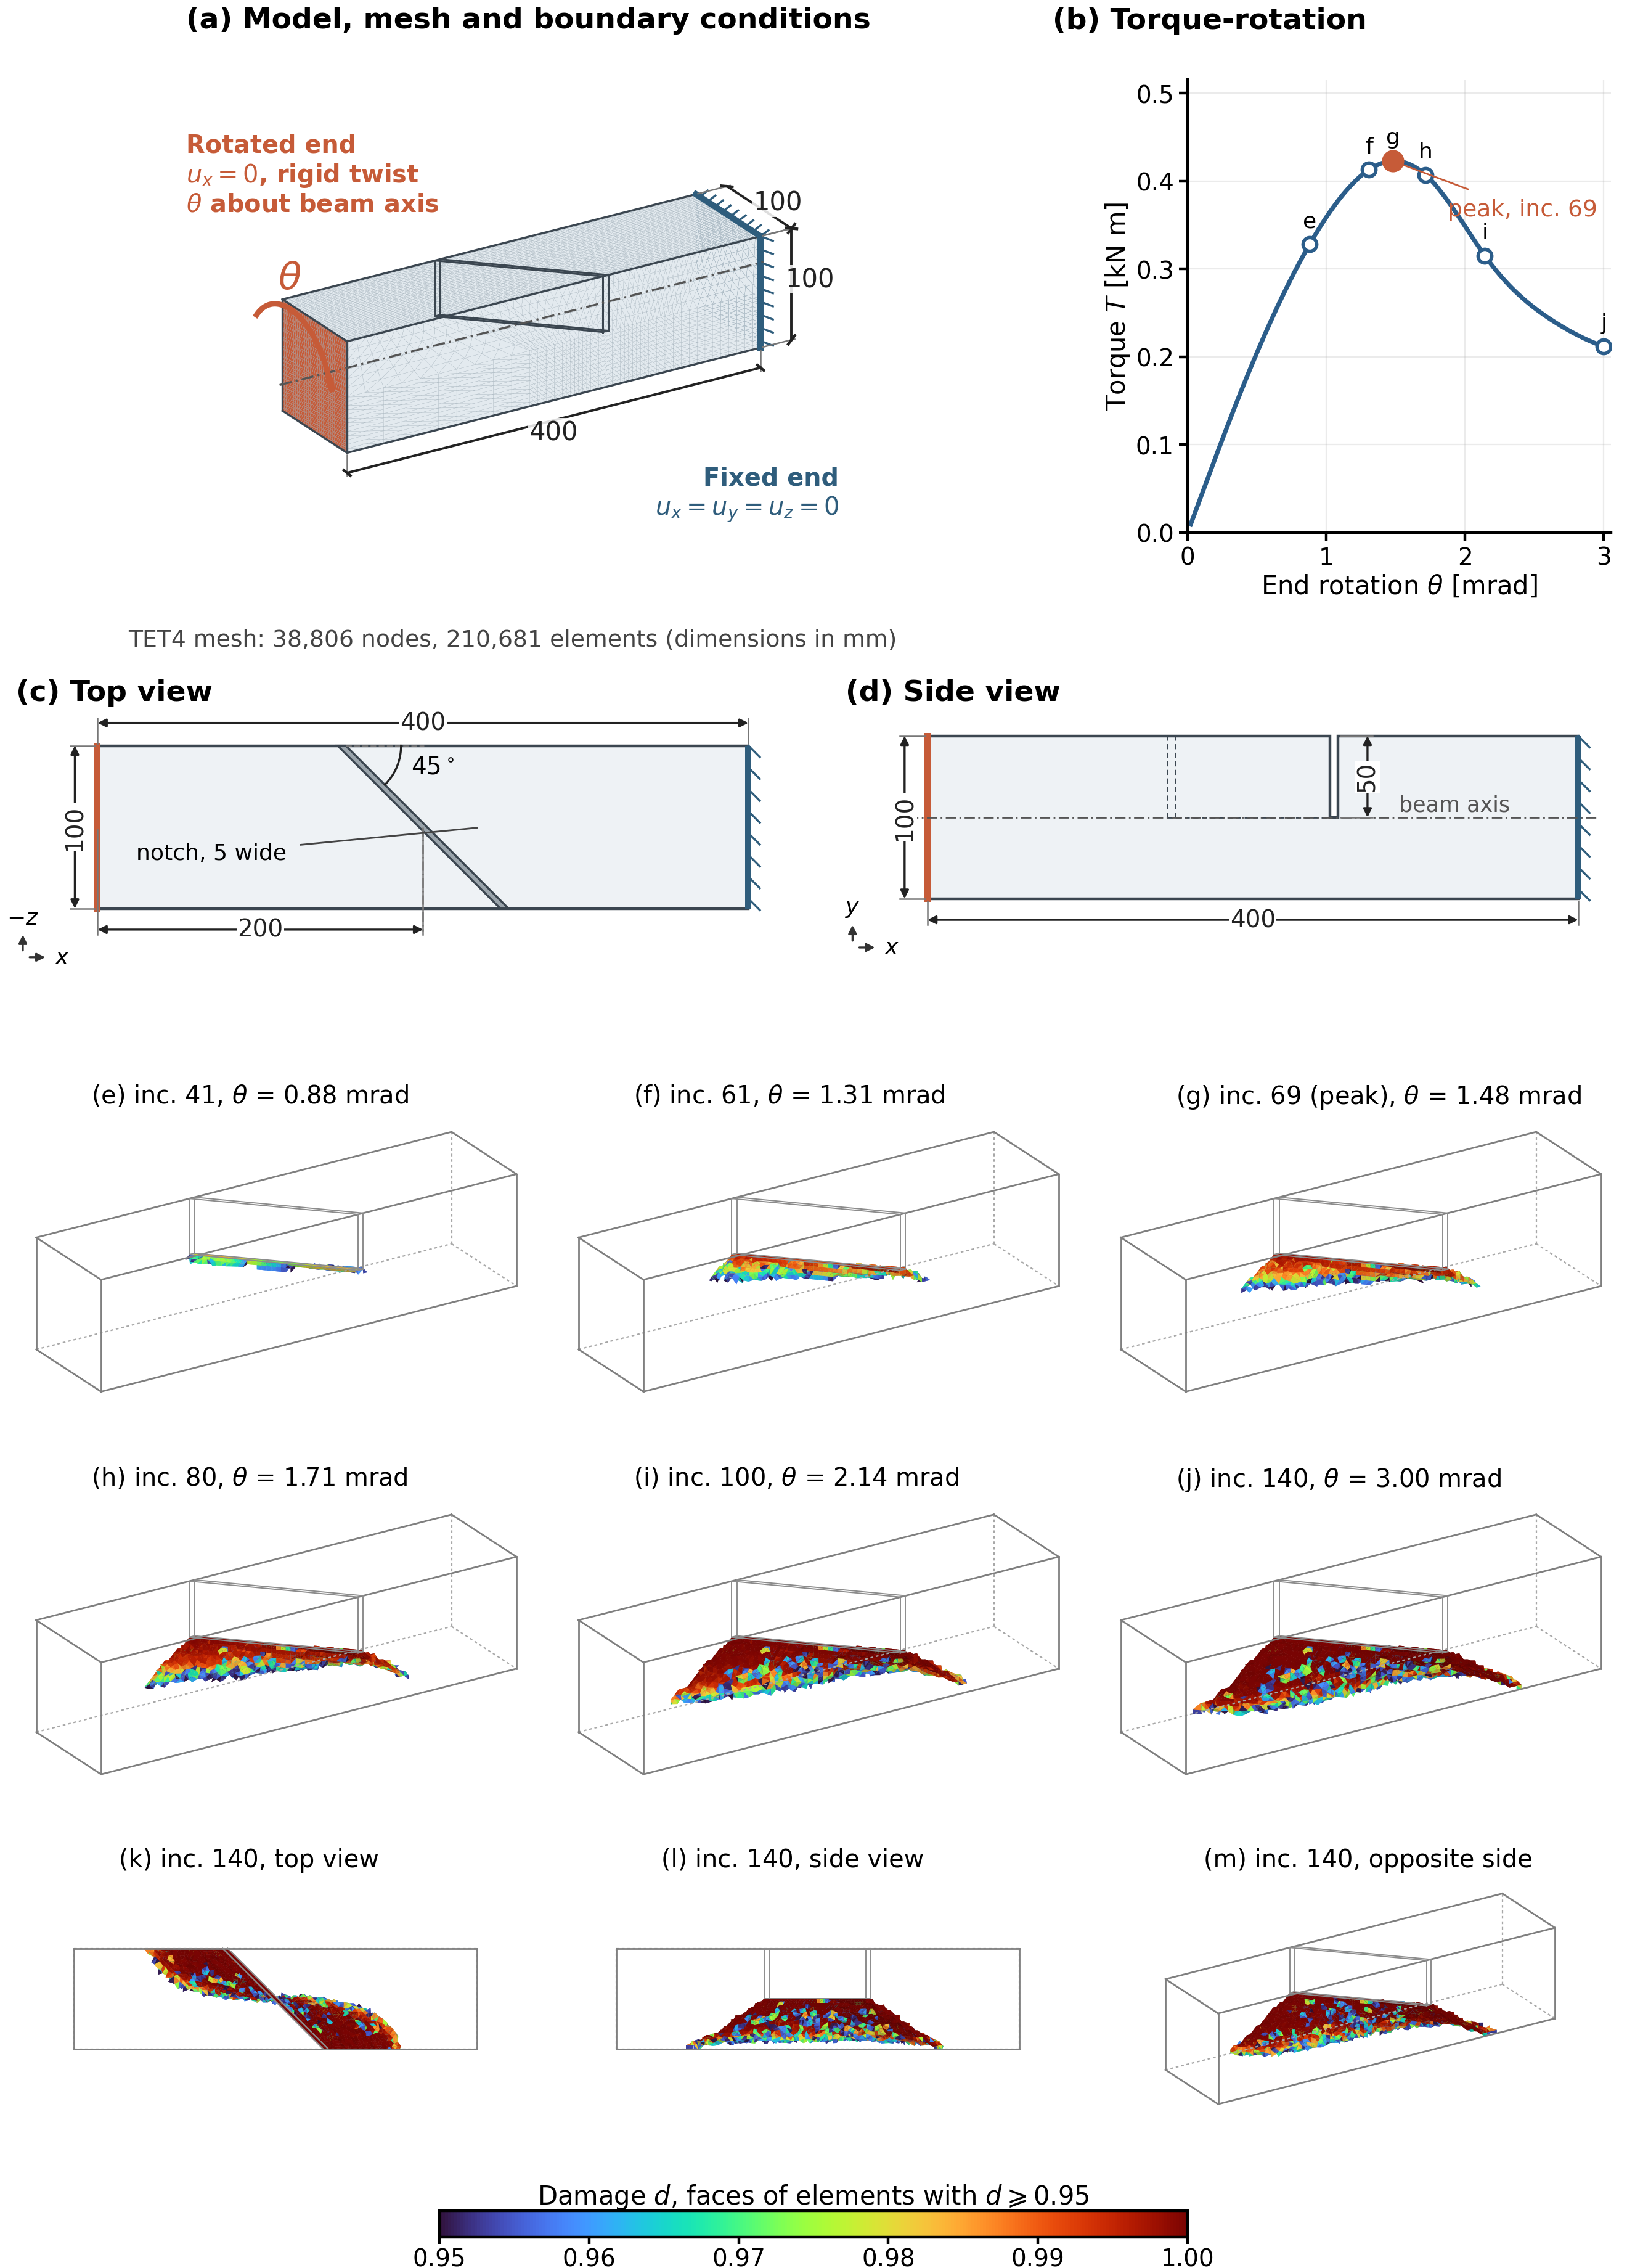 (a) Model, mesh and boundary conditions
Rotated end
u_x = 0, rigid twist
θ about beam axis
θ
100
100
400
Fixed end
u_x = u_y = u_z = 0
TET4 mesh: 38,806 nodes, 210,681 elements (dimensions in mm)
(b) Torque-rotation
Torque T [kN m]
0.5
0.4
0.3
0.2
0.1
0.0
0 1 2 3
End rotation θ [mrad]
e
f
g
h
i
j
peak, inc. 69
(c) Top view
400
100
45°
notch, 5 wide
200
−z
x
(d) Side view
100
50
beam axis
400
y
x
(e) inc. 41, θ = 0.88 mrad
(f) inc. 61, θ = 1.31 mrad
(g) inc. 69 (peak), θ = 1.48 mrad
(h) inc. 80, θ = 1.71 mrad
(i) inc. 100, θ = 2.14 mrad
(j) inc. 140, θ = 3.00 mrad
(k) inc. 140, top view
(l) inc. 140, side view
(m) inc. 140, opposite side
Damage d, faces of elements with d ⩾ 0.95
0.95 0.96 0.97 0.98 0.99 1.00